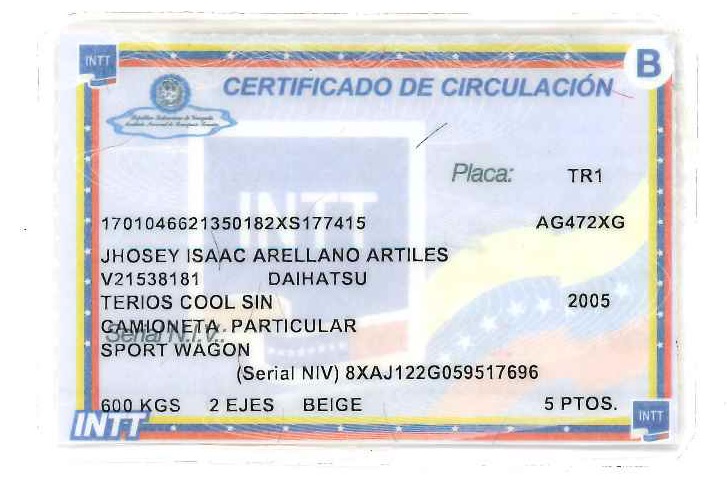 INTT
B
CERTIFICADO DE CIRCULACIÓN
República Bolivariana de Venezuela
Instituto Nacional de Transporte Terrestre
Placa: TR1
INTT
1701046621350182XS177415 AG472XG
JHOSEY ISAAC ARELLANO ARTILES
V21538181 DAIHATSU
TERIOS COOL SIN 2005
CAMIONETA PARTICULAR
Serial N.I.V.:
SPORT WAGON
(Serial NIV) 8XAJ122G059517696
600 KGS 2 EJES BEIGE 5 PTOS.
INTT
INTT